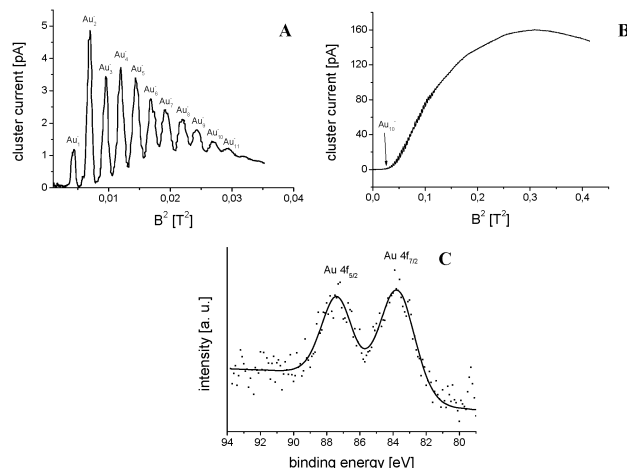 A
cluster current [pA]
5
4
3
2
1
0
Au₁⁻
Au₂⁻
Au₃⁻
Au₄⁻
Au₅⁻
Au₆⁻
Au₇⁻
Au₈⁻
Au₉⁻
Au₁₀⁻
Au₁₁⁻
0,01 0,02 0,03 0,04
B² [T²]
B
cluster current [pA]
160
120
80
40
0
Au₁₀⁻
0,0 0,1 0,2 0,3 0,4 0,5
B² [T²]
C
intensity [a. u.]
Au 4f₅/₂
Au 4f₇/₂
94 92 90 88 86 84 82 80
binding energy [eV]